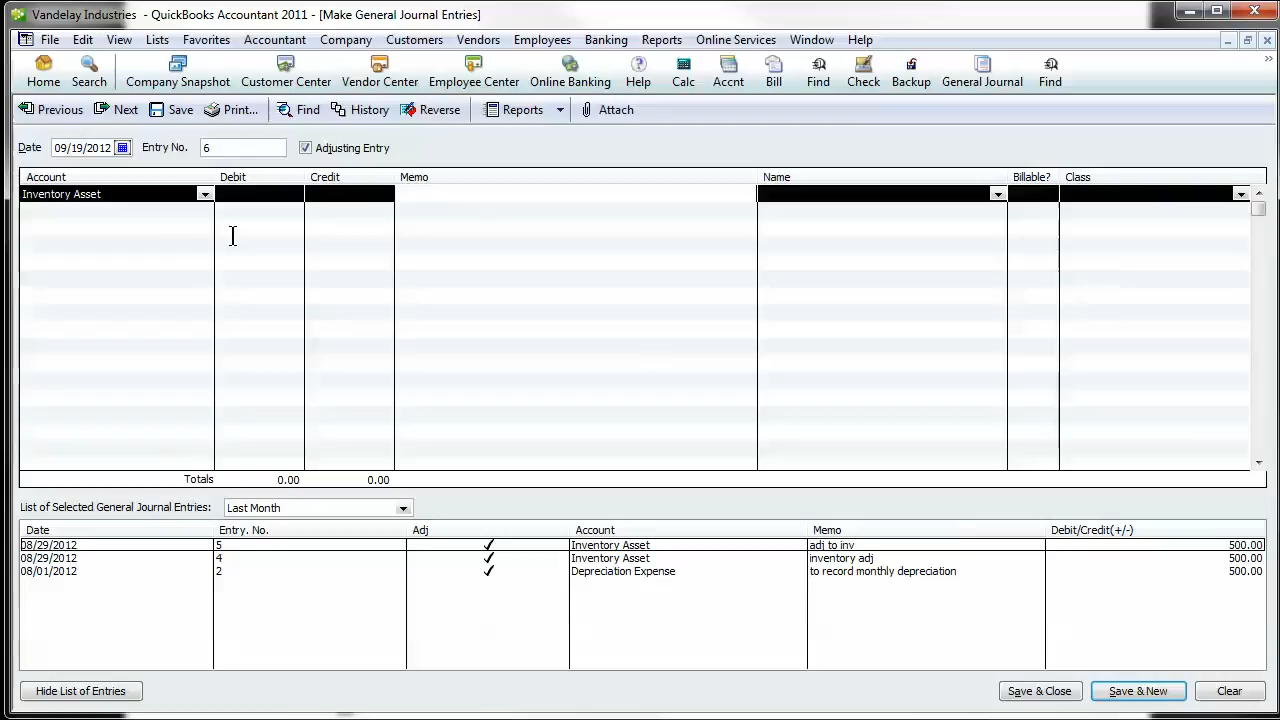 Vandelay Industries - QuickBooks Accountant 2011 - [Make General Journal Entries]
File Edit View Lists Favorites Accountant Company Customers Vendors Employees Banking Reports Online Services Window Help
Home Search Company Snapshot Customer Center Vendor Center Employee Center Online Banking Help Calc Accnt Bill Find Check Backup General Journal Find
Previous Next Save Print... Find History Reverse Reports Attach
Date 09/19/2012 Entry No. 6 Adjusting Entry
Account Debit Credit Memo Name Billable? Class
Inventory Asset
Totals 0.00 0.00
List of Selected General Journal Entries: Last Month
Date Entry. No. Adj Account Memo Debit/Credit(+/-)
08/29/2012 5 Inventory Asset adj to inv 500.00
08/29/2012 4 Inventory Asset inventory adj 500.00
08/01/2012 2 Depreciation Expense to record monthly depreciation 500.00
Hide List of Entries Save & Close Save & New Clear